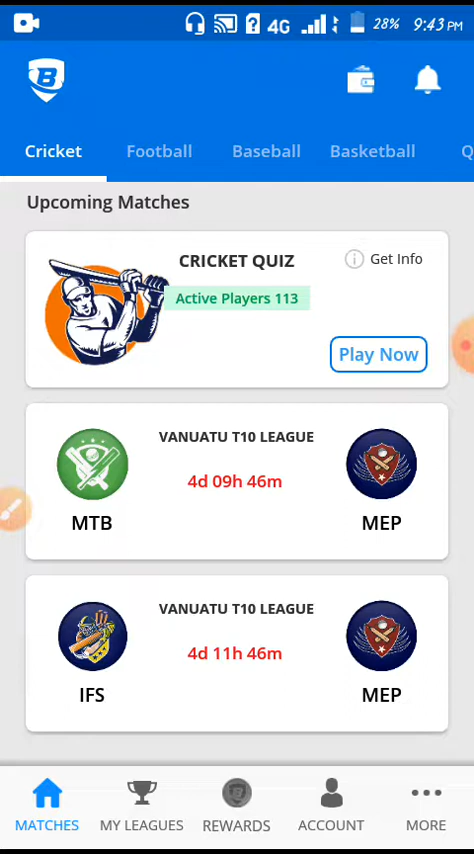 4G 28% 9:43 PM
B
Cricket Football Baseball Basketball Q
Upcoming Matches
CRICKET QUIZ
Get Info
Active Players 113
Play Now
VANUATU T10 LEAGUE
4d 09h 46m
MTB MEP
VANUATU T10 LEAGUE
4d 11h 46m
IFS MEP
MATCHES MY LEAGUES REWARDS ACCOUNT MORE